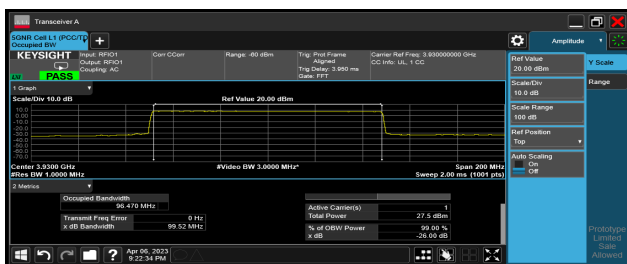 Transceiver A
5GNR Cell L1 (PCC/TD
Occupied BW
Amplitude
KEYSIGHT
Input: RFIO1
Output: RFIO1
Coupling: AC
Corr CCorr
Range: -60 dBm
Trig: Prot Frame
Aligned
Trig Delay: 3.950 ms
Gate: FFT
Carrier Ref Freq: 3.930000000 GHz
CC Info: UL, 1 CC
PASS
Ref Value
20.00 dBm
Y Scale
Scale/Div
10.0 dB
Range
Scale Range
100 dB
Ref Position
Top
Auto Scaling
On
Off
1 Graph
Scale/Div 10.0 dB
Ref Value 20.00 dBm
10.0
0.00
-10.0
-20.0
-30.0
-40.0
-50.0
-60.0
-70.0
Center 3.9300 GHz
#Video BW 3.0000 MHz*
Span 200 MHz
#Res BW 1.0000 MHz
Sweep 2.00 ms (1001 pts)
2 Metrics
Occupied Bandwidth
96.470 MHz
Transmit Freq Error
0 Hz
x dB Bandwidth
99.52 MHz
Active Carrier(s)
1
Total Power
27.5 dBm
% of OBW Power
99.00 %
x dB
-26.00 dB
Prototype
Limited
Sale
Allowed
Apr 06, 2023
9:22:34 PM